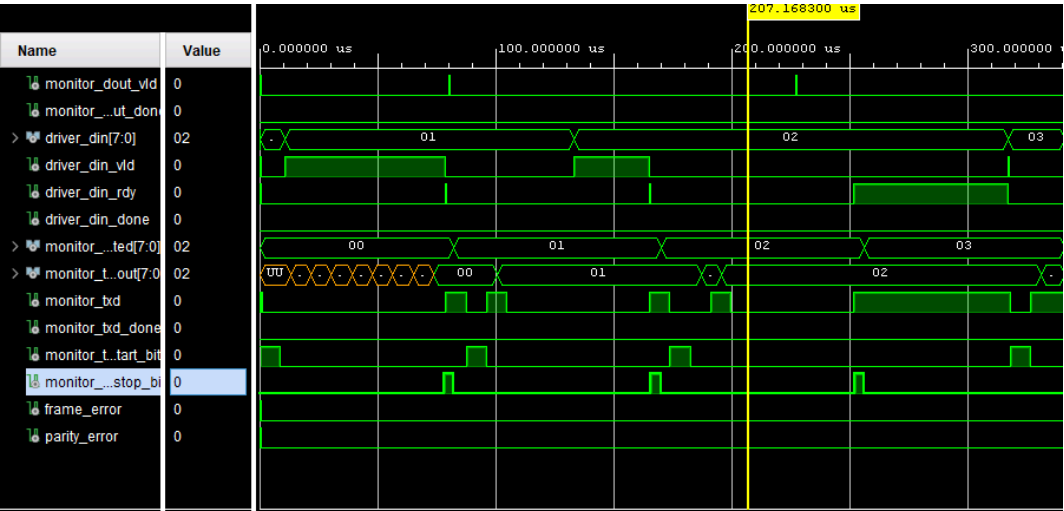 207.168300 us
Name
Value
0.000000 us
100.000000 us
200.000000 us
300.000000
monitor_dout_vld 0
monitor_...ut_done 0
driver_din[7:0] 02 01 02 03
driver_din_vld 0
driver_din_rdy 0
driver_din_done 0
monitor_...ted[7:0] 02 00 01 02 03
monitor_t...out[7:0 02 UU 00 01 02
monitor_txd 0
monitor_txd_done 0
monitor_t...tart_bit 0
monitor_...stop_bi 0
frame_error 0
parity_error 0